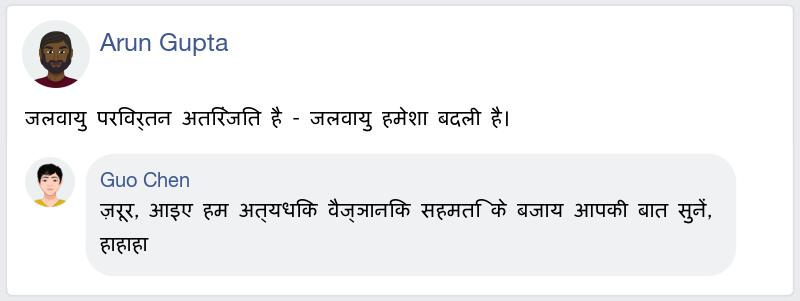 Arun Gupta
जलवायु परिवर्तन अतिरंजित है - जलवायु हमेशा बदली है।
Guo Chen
ज़रूर, आइए हम अत्यधिक वैज्ञानिक सहमति के बजाय आपकी बात सुनें,
हाहाहा